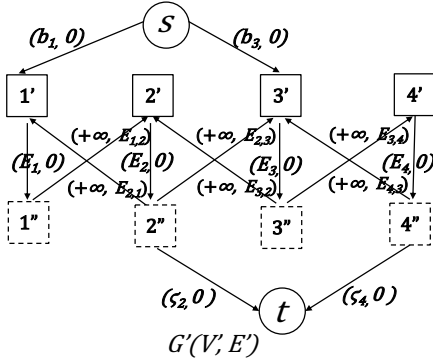 S
(b₁, 0) (b₃, 0)
1' 2' 3' 4'
(+∞, E₁,₂) (+∞, E₂,₃) (+∞, E₃,₄)
(E₁, 0) (E₂, 0) (E₃, 0) (E₄, 0)
(+∞, E₂,₁) (+∞, E₃,₂) (+∞, E₄,₃)
1" 2" 3" 4"
(ς₂, 0) (ς₄, 0)
t
G'(V', E')